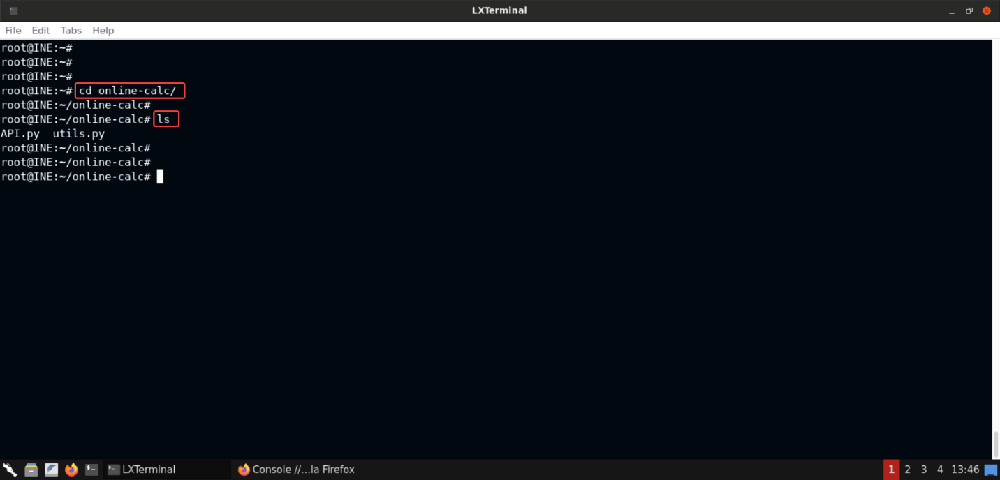 LXTerminal
File Edit Tabs Help
root@INE:~#
root@INE:~#
root@INE:~#
root@INE:~# cd online-calc/
root@INE:~/online-calc#
root@INE:~/online-calc# ls
API.py  utils.py
root@INE:~/online-calc#
root@INE:~/online-calc#
root@INE:~/online-calc#
LXTerminal Console //...la Firefox 1 2 3 4 13:46